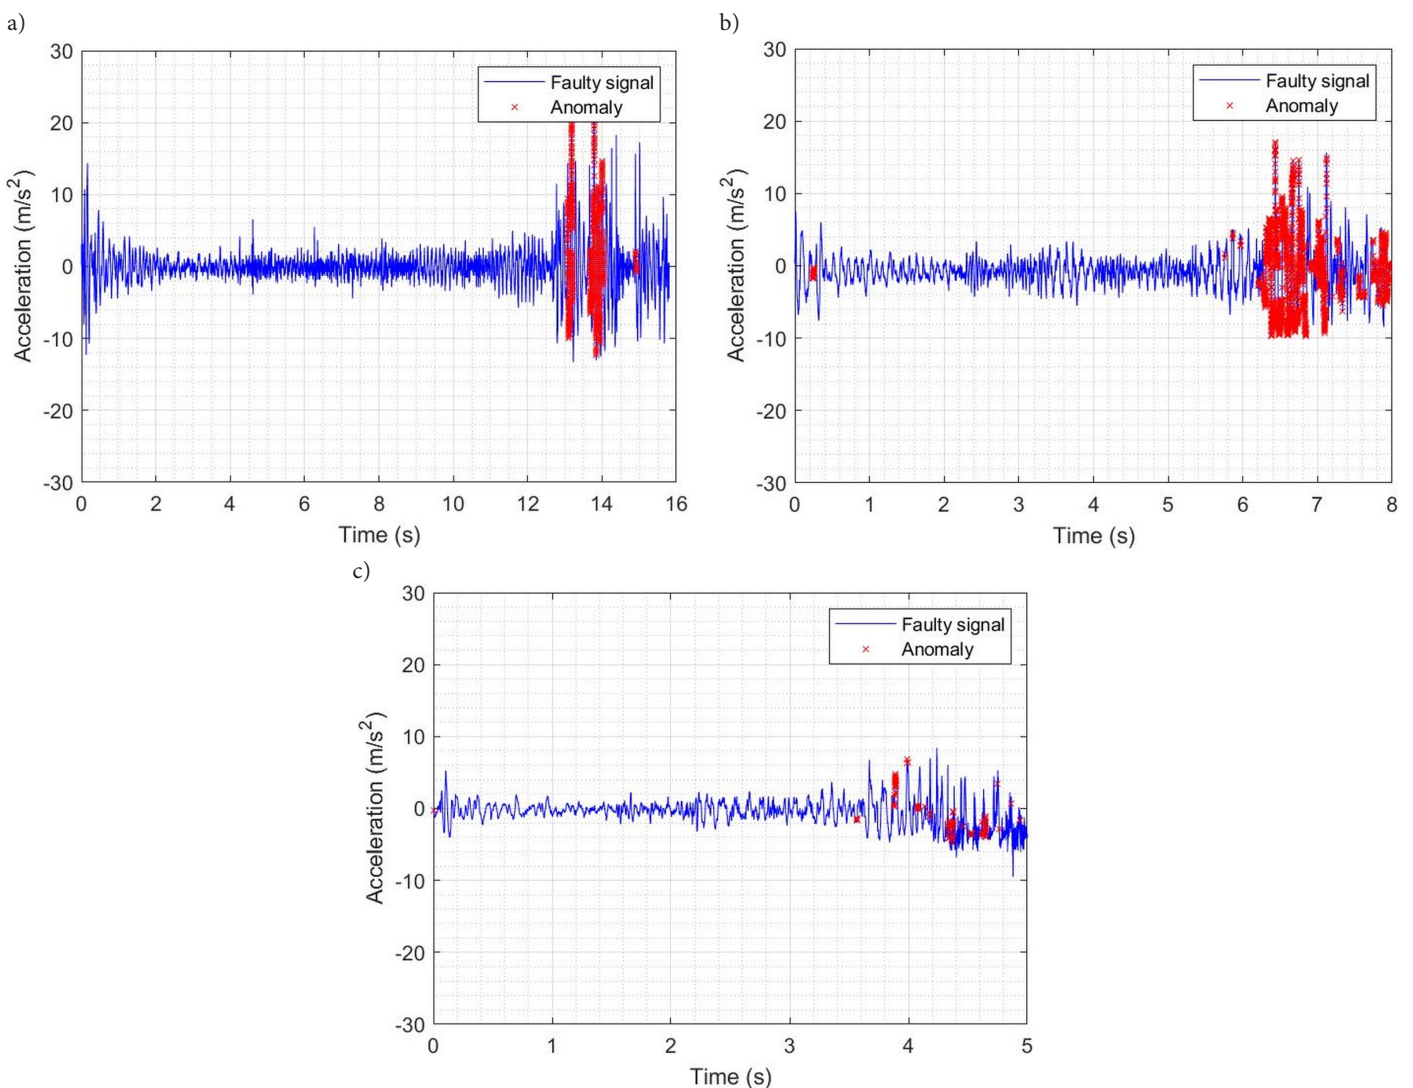 a)
30
20
10
0
-10
-20
-30
Acceleration (m/s²)
Faulty signal
Anomaly
0 2 4 6 8 10 12 14 16
Time (s)
b)
30
20
10
0
-10
-20
-30
Acceleration (m/s²)
Faulty signal
Anomaly
0 1 2 3 4 5 6 7 8
Time (s)
c)
30
20
10
0
-10
-20
-30
Acceleration (m/s²)
Faulty signal
Anomaly
0 1 2 3 4 5
Time (s)